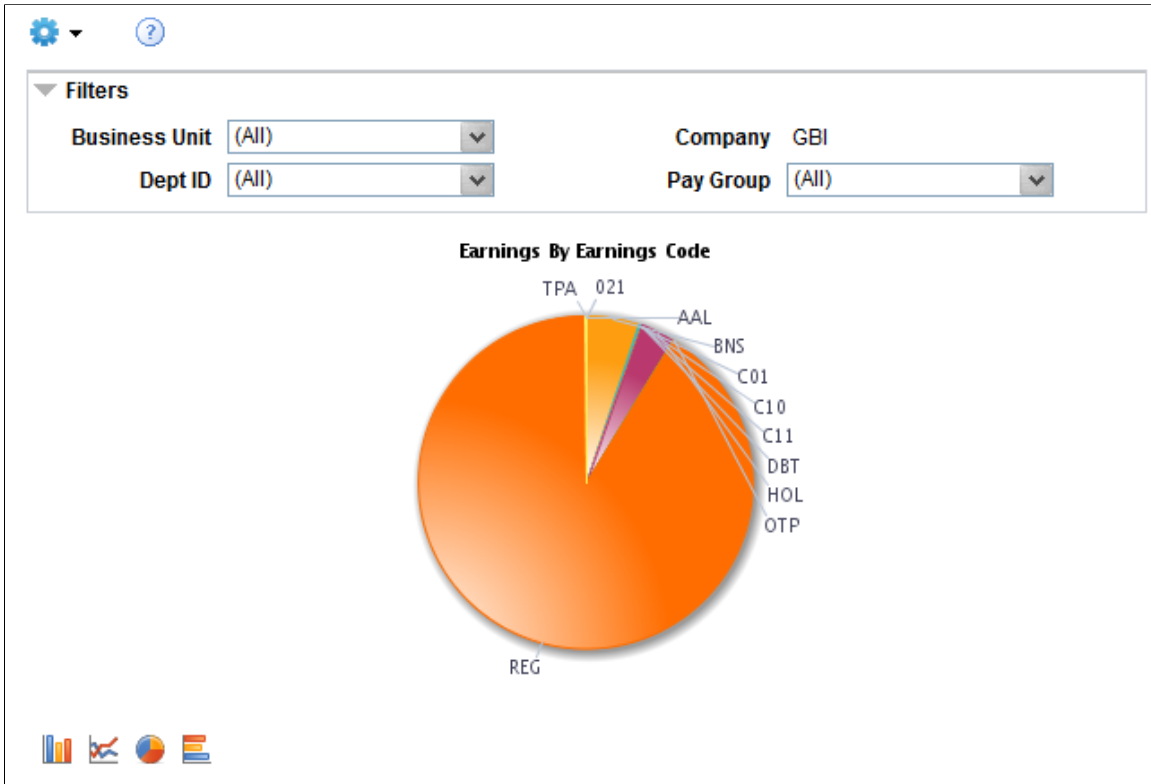 ?
Filters
Business Unit (All) Company GBI
Dept ID (All) Pay Group (All)
Earnings By Earnings Code
TPA 021
AAL
BNS
C01
C10
C11
DBT
HOL
OTP
REG